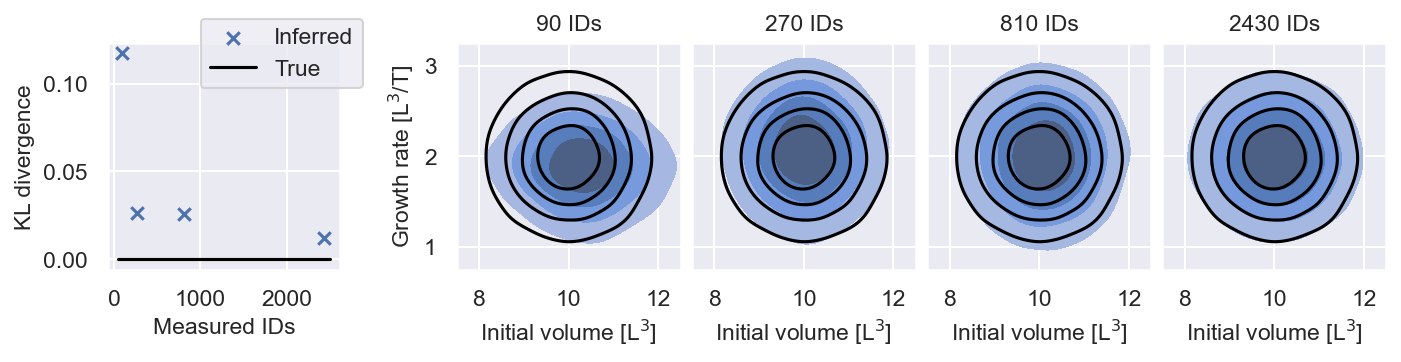 Inferred
True
KL divergence
0.10
0.05
0.00
0
1000
2000
Measured IDs
90 IDs
270 IDs
810 IDs
2430 IDs
Growth rate [L³/T]
3
2
1
8
10
12
8
10
12
8
10
12
8
10
12
Initial volume [L³]
Initial volume [L³]
Initial volume [L³]
Initial volume [L³]